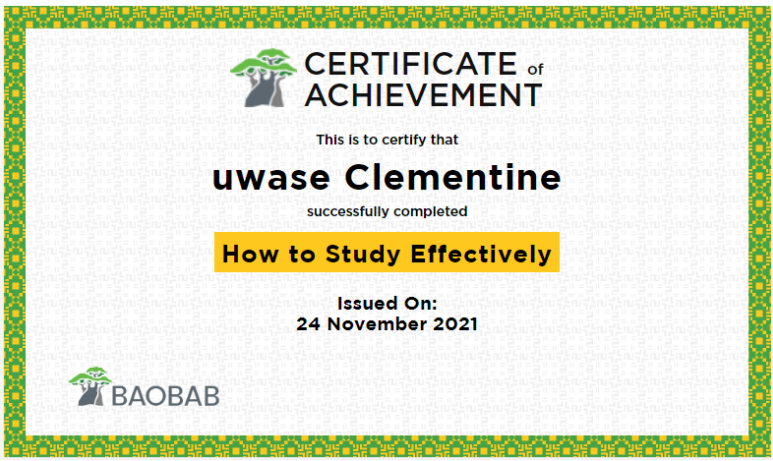 CERTIFICATE of
ACHIEVEMENT
This is to certify that
uwase Clementine
successfully completed
How to Study Effectively
Issued On:
24 November 2021
BAOBAB